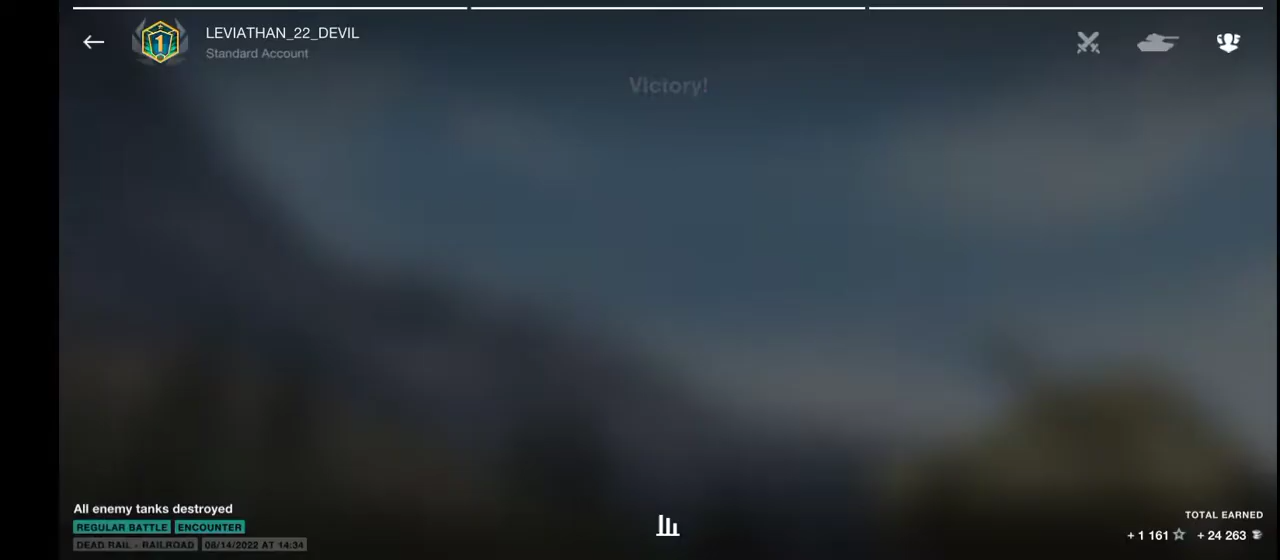 LEVIATHAN_22_DEVIL
Standard Account
Victory!
All enemy tanks destroyed
REGULAR BATTLE ENCOUNTER
DEAD RAIL - RAILROAD 08/14/2022 AT 14:34
TOTAL EARNED
+ 1 161 + 24 263